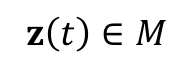 𝐳(𝑡) ∈ 𝑀